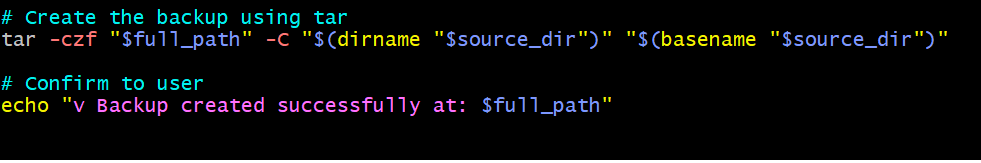 # Create the backup using tar
tar -czf "$full_path" -C "$(dirname "$source_dir")" "$(basename "$source_dir")"
# Confirm to user
echo "v Backup created successfully at: $full_path"